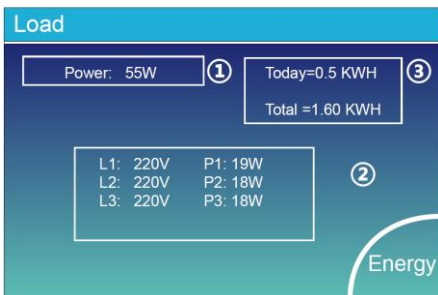 Load
Power: 55W ①
Today=0.5 KWH ③
Total =1.60 KWH
L1: 220V P1: 19W
L2: 220V P2: 18W
L3: 220V P3: 18W
②
Energy